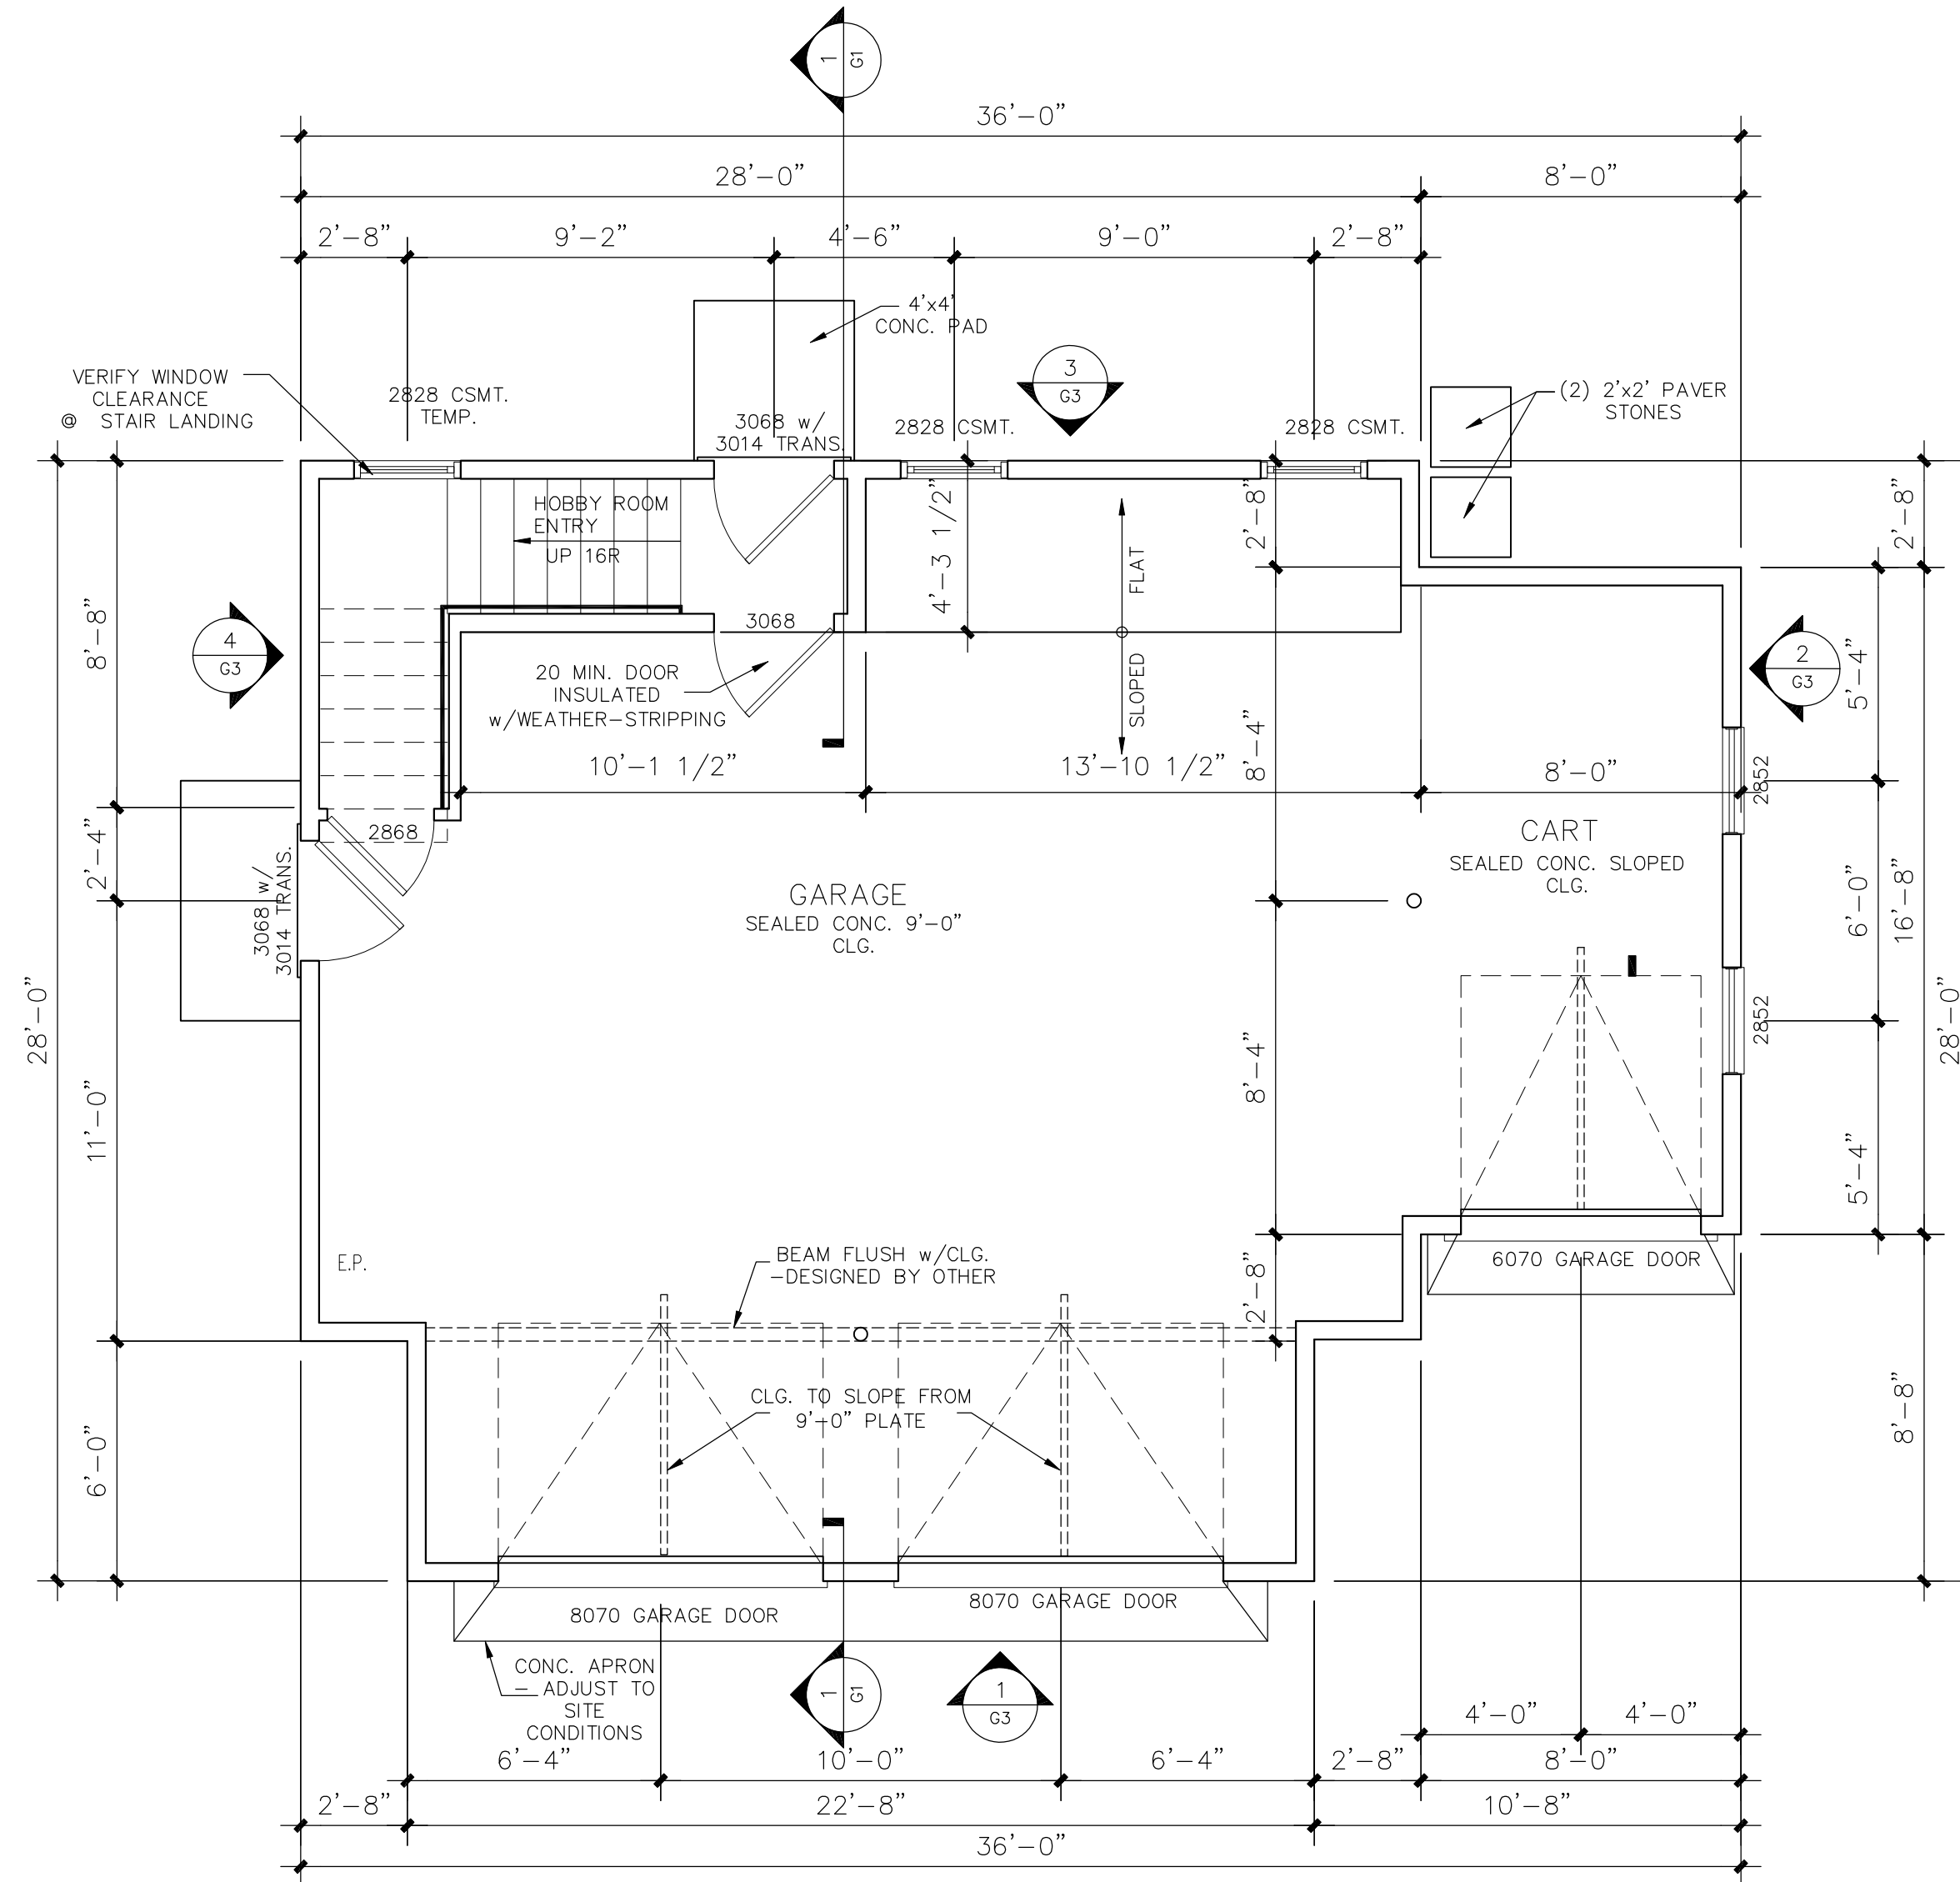 1
G1
36'-0"
28'-0"
8'-0"
2'-8"
9'-2"
4'-6"
9'-0"
2'-8"
4'x4'
CONC. PAD
3
G3
VERIFY WINDOW
CLEARANCE
@ STAIR LANDING
2828 CSMT.
TEMP.
3068 w/
3014 TRANS.
2828 CSMT.
2828 CSMT.
(2) 2'x2' PAVER
STONES
HOBBY ROOM
ENTRY
UP 16R
4'-3 1/2"
FLAT
SLOPED
2'-8"
2'-8"
8'-8"
4
G3
3068
20 MIN. DOOR
INSULATED
w/WEATHER-STRIPPING
2
G3
5'-4"
8'-4"
10'-1 1/2"
13'-10 1/2"
8'-0"
2852
2'-4"
2868
3068 w/
3014 TRANS.
GARAGE
SEALED CONC. 9'-0"
CLG.
CART
SEALED CONC. SLOPED
CLG.
6'-0"
16'-8"
28'-0"
28'-0"
2852
8'-4"
11'-0"
5'-4"
E.P.
BEAM FLUSH w/CLG.
-DESIGNED BY OTHER
2'-8"
6070 GARAGE DOOR
CLG. TO SLOPE FROM
9'-0" PLATE
6'-0"
8'-8"
8070 GARAGE DOOR
8070 GARAGE DOOR
CONC. APRON
- ADJUST TO
SITE
CONDITIONS
1
G1
1
G3
4'-0"
4'-0"
6'-4"
10'-0"
6'-4"
2'-8"
8'-0"
2'-8"
22'-8"
10'-8"
36'-0"